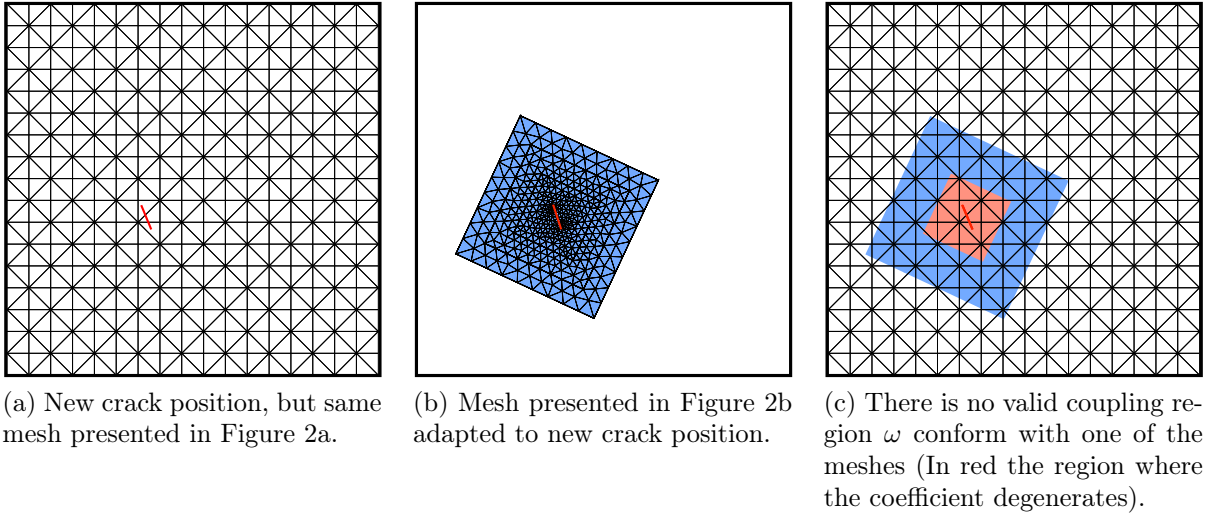 (a) New crack position, but same
mesh presented in Figure 2a.
(b) Mesh presented in Figure 2b
adapted to new crack position.
(c) There is no valid coupling re-
gion ω conform with one of the
meshes (In red the region where
the coefficient degenerates).